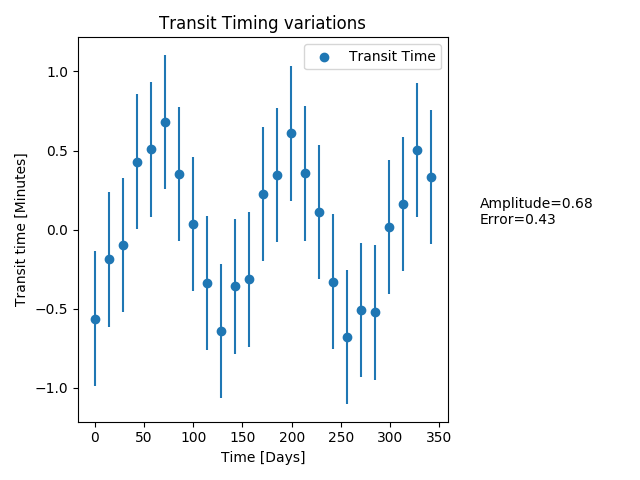 Transit Timing variations
Transit Time
Transit time [Minutes]
1.0
0.5
0.0
−0.5
−1.0
0
50
100
150
200
250
300
350
Time [Days]
Amplitude=0.68
Error=0.43